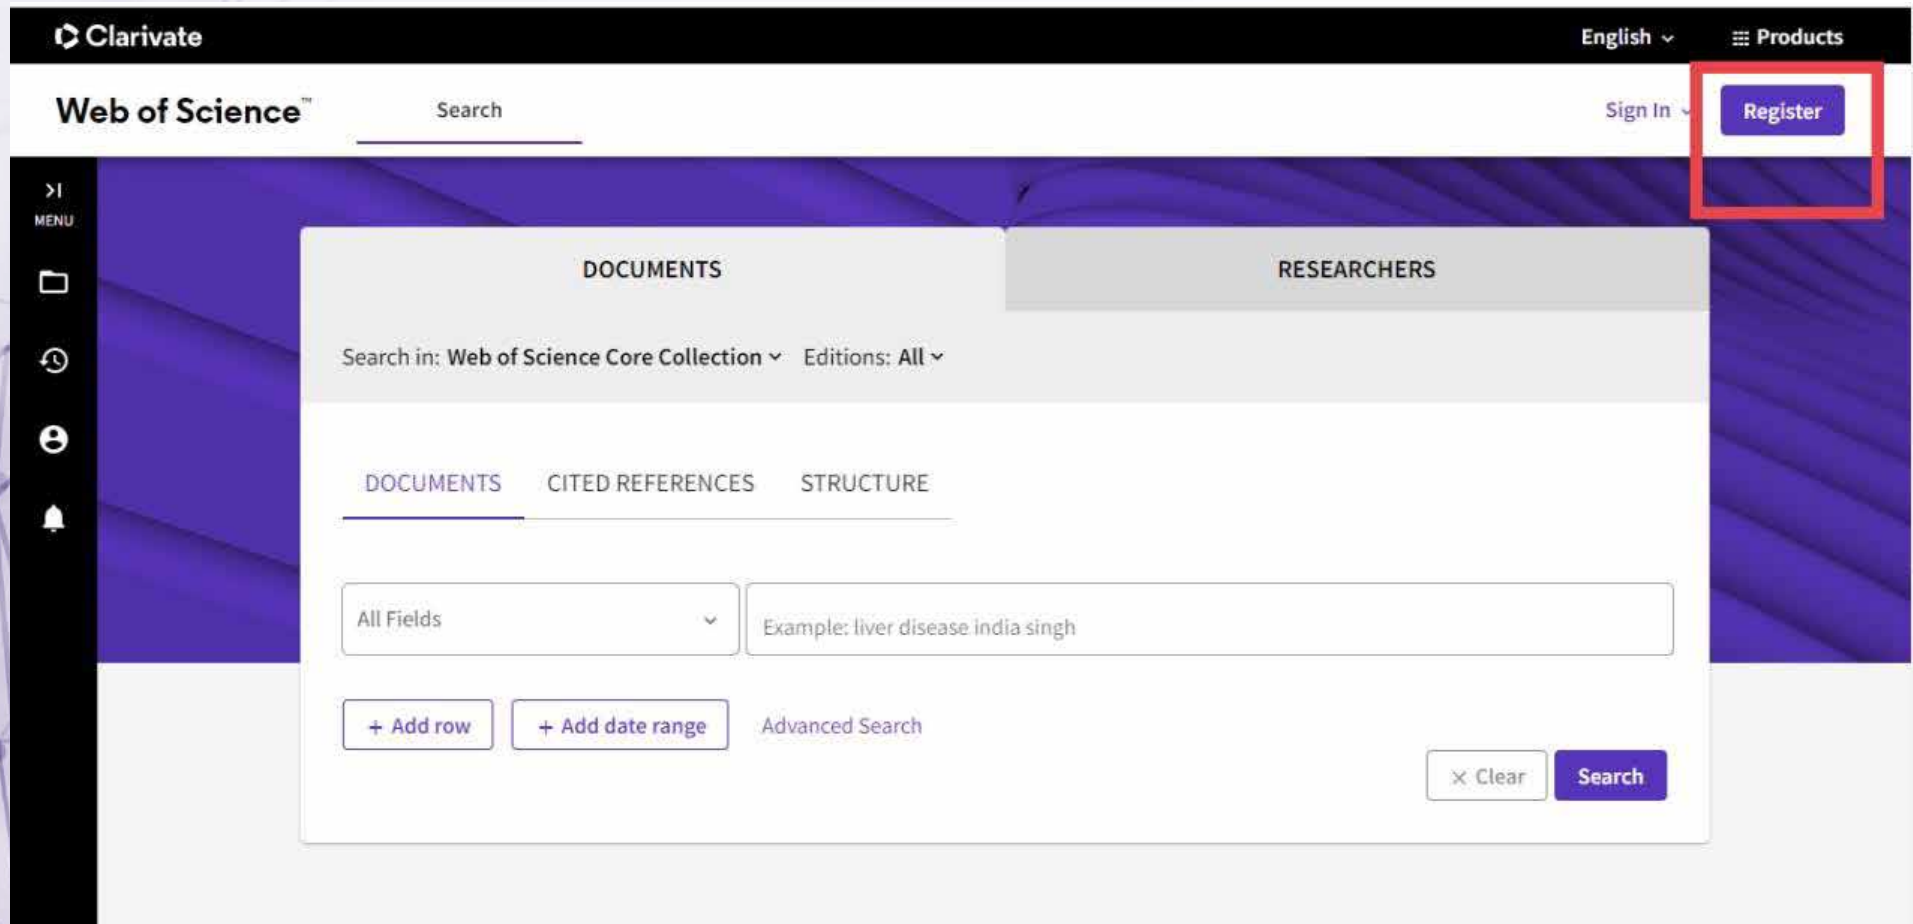 Clarivate
English
Products
Web of Science™
Search
Sign In
Register
MENU
DOCUMENTS
RESEARCHERS
Search in: Web of Science Core Collection Editions: All
DOCUMENTS CITED REFERENCES STRUCTURE
All Fields
Example: liver disease india singh
+ Add row
+ Add date range
Advanced Search
× Clear
Search